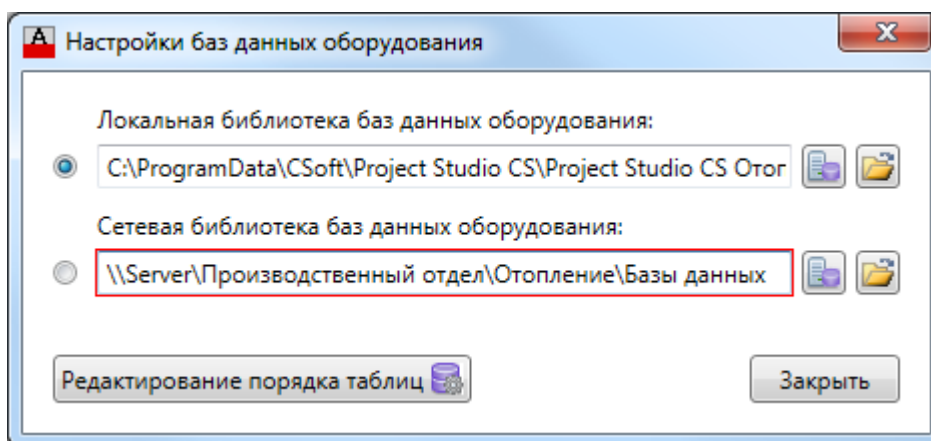 Настройки баз данных оборудования
Локальная библиотека баз данных оборудования:
C:\ProgramData\CSoft\Project Studio CS\Project Studio CS Отоп
Сетевая библиотека баз данных оборудования:
\\Server\Производственный отдел\Отопление\Базы данных
Редактирование порядка таблиц
Закрыть